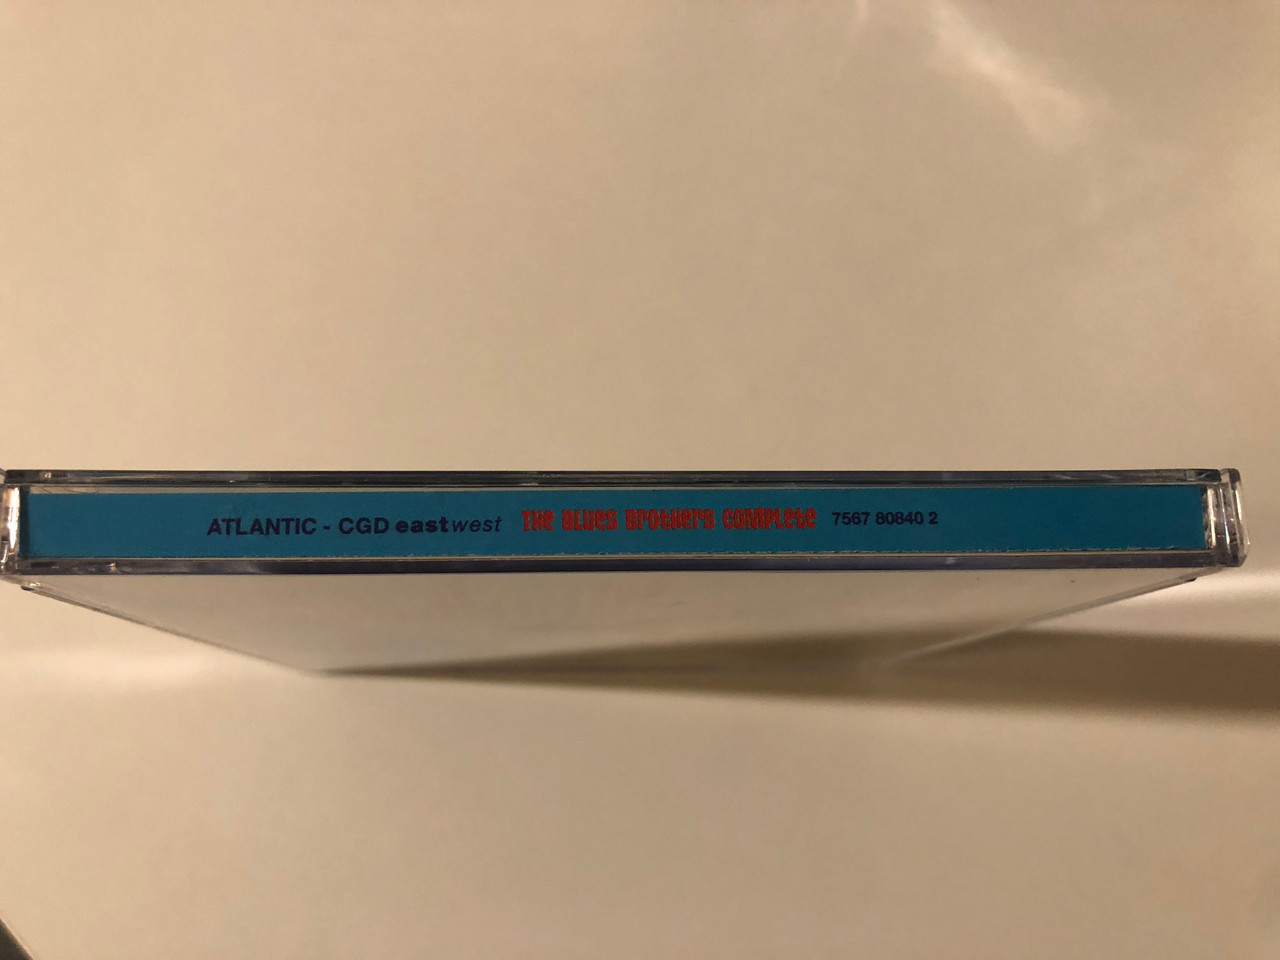 ATLANTIC - CGD eastwest THE BLUES BROTHERS COMPLETE 7567 80840 2